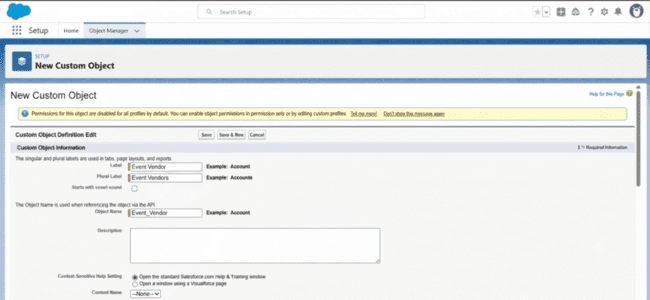 Search Setup
Setup Home Object Manager
SETUP
New Custom Object
New Custom Object
Help for this Page
Permissions for this object are disabled for all profiles by default. You can enable object permissions in permission sets or by editing custom profiles. Tell me more! Don't show this message again
Custom Object Definition Edit Save Save & New Cancel
Custom Object Information = Required Information
The singular and plural labels are used in tabs, page layouts, and reports.
Label Event Vendor Example: Account
Plural Label Event Vendors Example: Accounts
Starts with vowel sound
The Object Name is used when referencing the object via the API.
Object Name Event_Vendor Example: Account
Description
Context-Sensitive Help Setting Open the standard Salesforce.com Help & Training window
Open a window using a Visualforce page
Content Name --None--